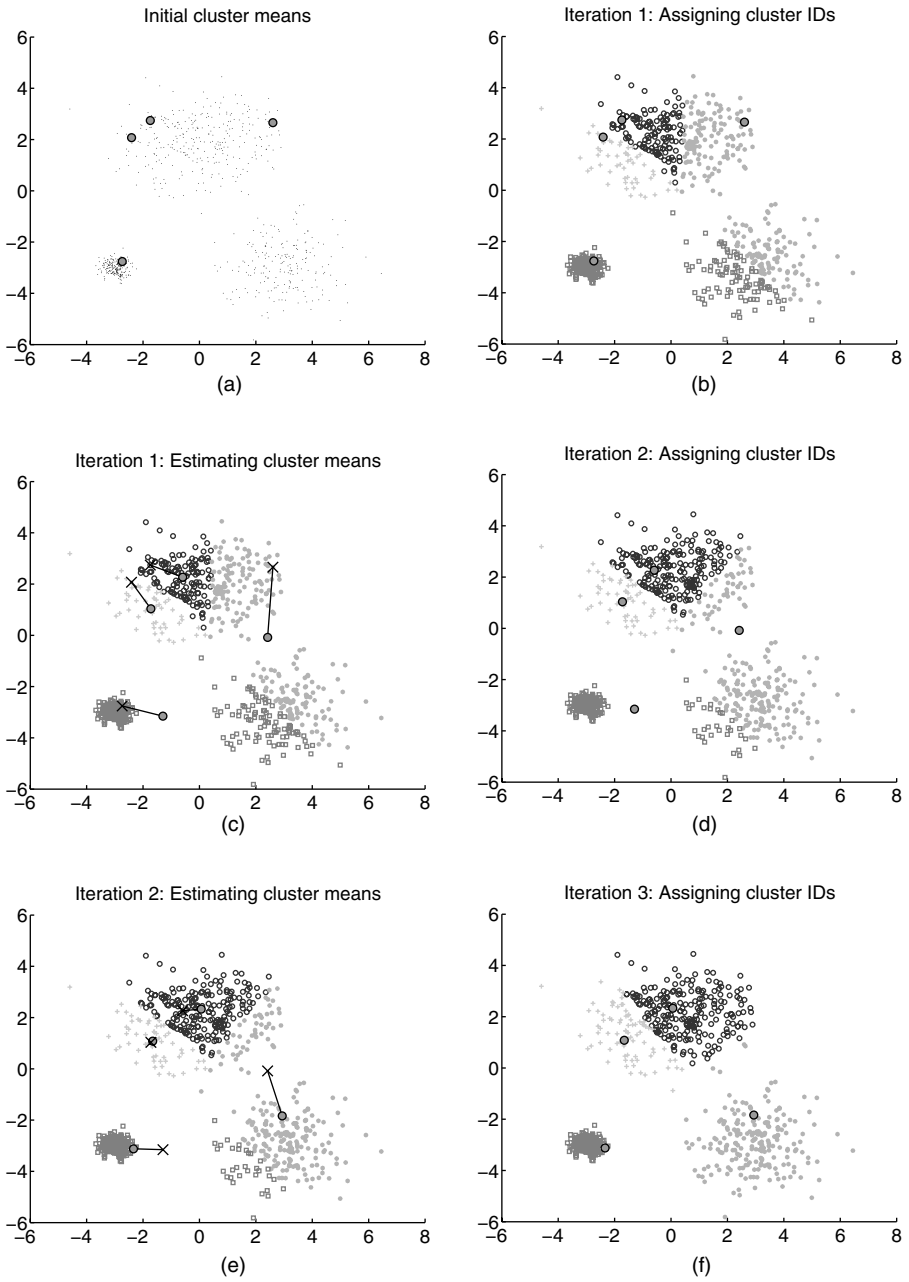 Initial cluster means
6
4
2
0
−2
−4
−6
−6 −4 −2 0 2 4 6 8
(a)
Iteration 1: Assigning cluster IDs
6
4
2
0
−2
−4
−6
−6 −4 −2 0 2 4 6 8
(b)
Iteration 1: Estimating cluster means
6
4
2
0
−2
−4
−6
−6 −4 −2 0 2 4 6 8
(c)
Iteration 2: Assigning cluster IDs
6
4
2
0
−2
−4
−6
−6 −4 −2 0 2 4 6 8
(d)
Iteration 2: Estimating cluster means
6
4
2
0
−2
−4
−6
−6 −4 −2 0 2 4 6 8
(e)
Iteration 3: Assigning cluster IDs
6
4
2
0
−2
−4
−6
−6 −4 −2 0 2 4 6 8
(f)